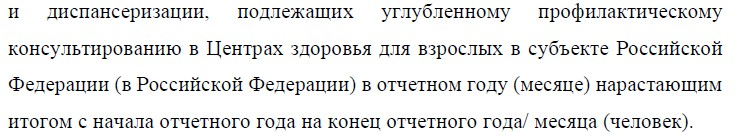 и диспансеризации, подлежащих углубленному профилактическому
консультированию в Центрах здоровья для взрослых в субъекте Российской
Федерации (в Российской Федерации) в отчетном году (месяце) нарастающим
итогом с начала отчетного года на конец отчетного года/ месяца (человек).